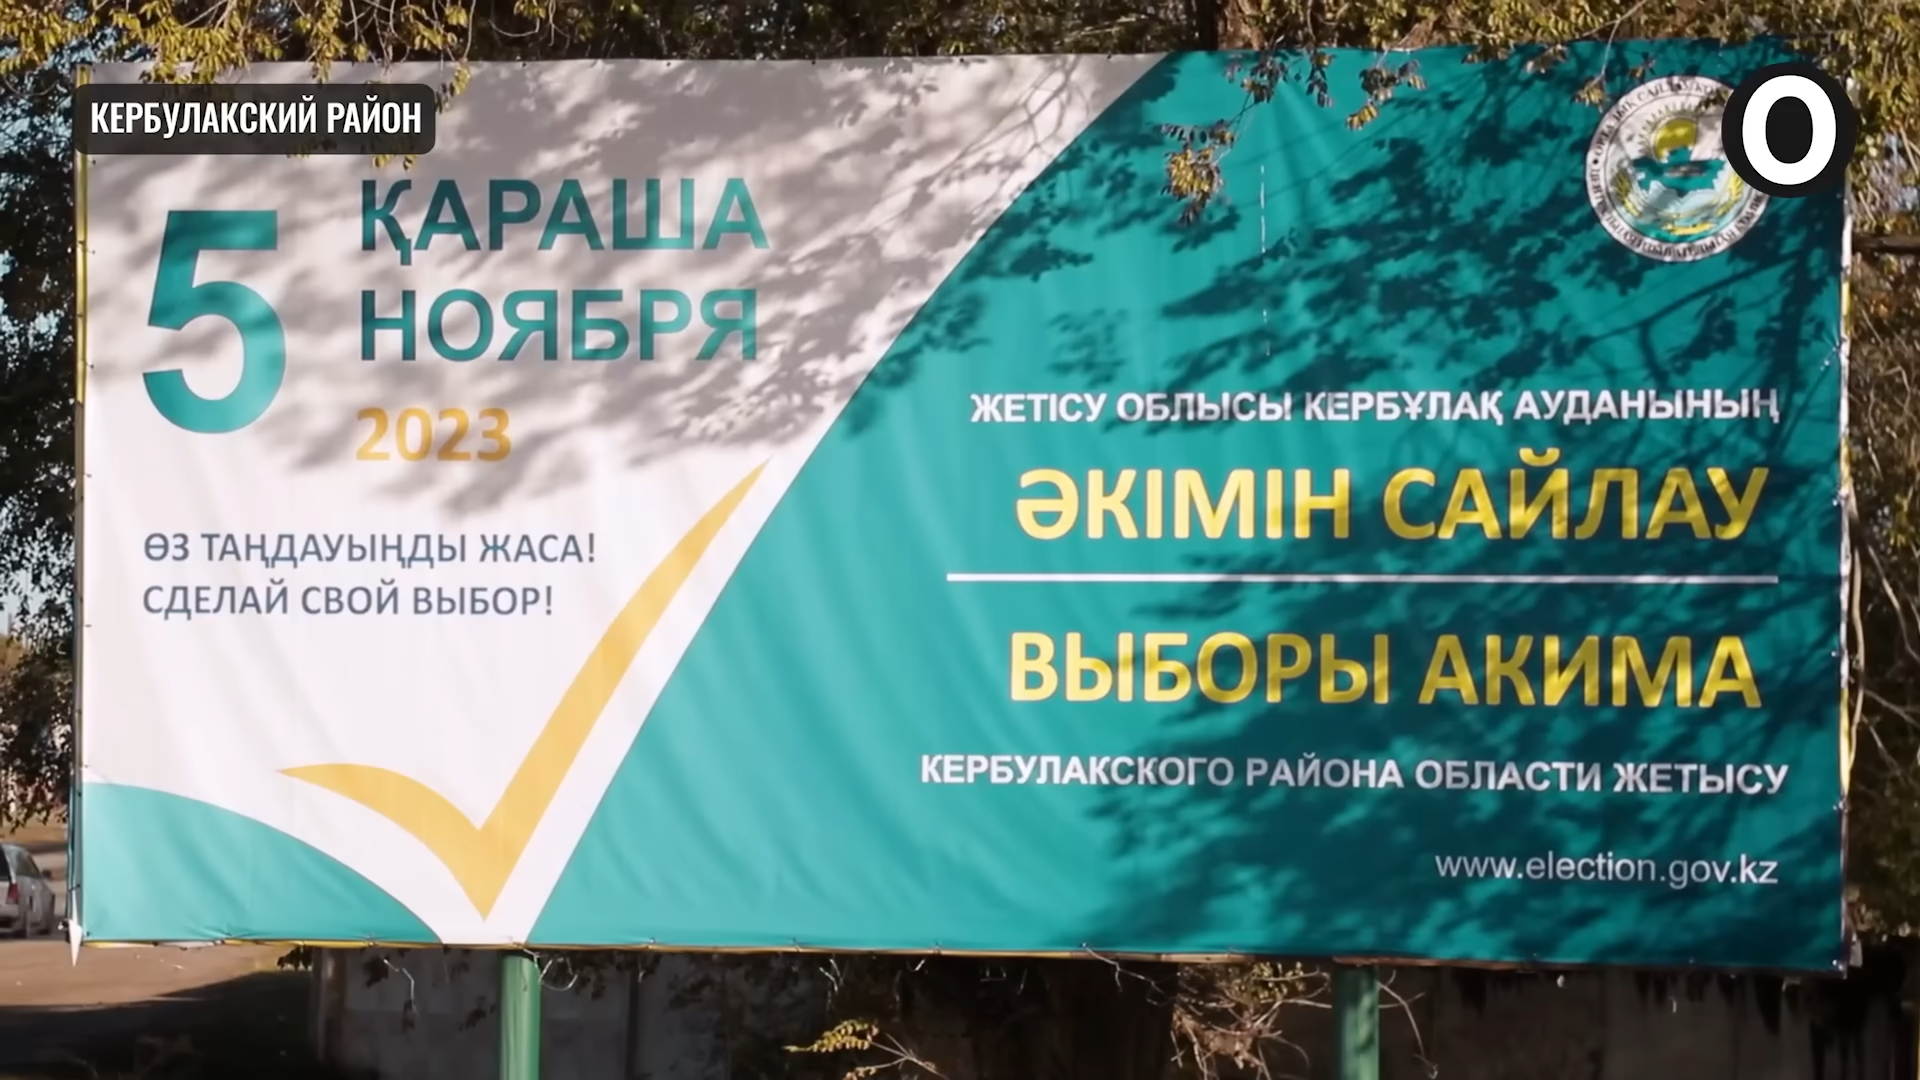 КЕРБУЛАКСКИЙ РАЙОН
O
5
ҚАРАША
НОЯБРЯ
2023
ӨЗ ТАҢДАУЫҢДЫ ЖАСА!
СДЕЛАЙ СВОЙ ВЫБОР!
ЖЕТІСУ ОБЛЫСЫ КЕРБҰЛАҚ АУДАНЫНЫҢ
ӘКІМІН САЙЛАУ
ВЫБОРЫ АКИМА
КЕРБУЛАКСКОГО РАЙОНА ОБЛАСТИ ЖЕТЫСУ
www.election.gov.kz